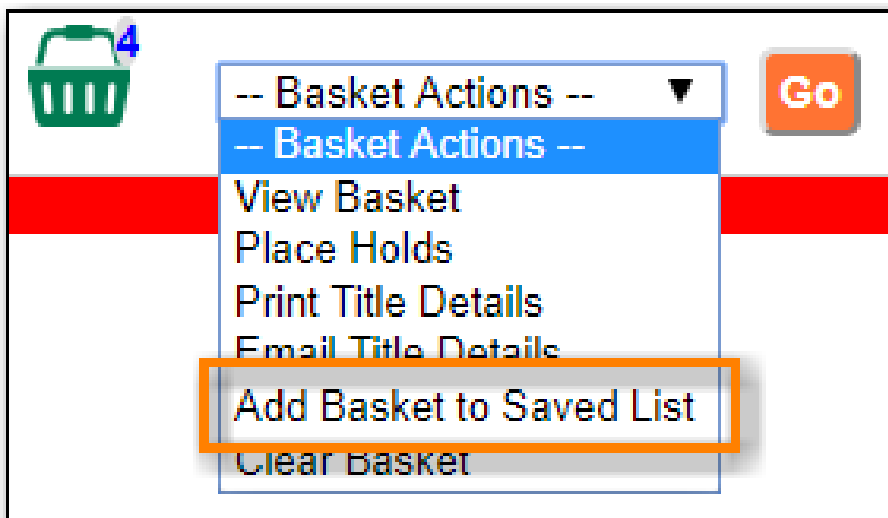 4
-- Basket Actions -- ▼ Go
-- Basket Actions --
View Basket
Place Holds
Print Title Details
Email Title Details
Add Basket to Saved List
Clear Basket